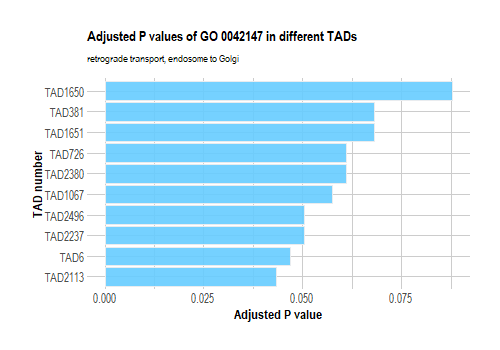 Adjusted P values of GO 0042147 in different TADs
retrograde transport, endosome to Golgi
TAD number
TAD1650
TAD381
TAD1651
TAD726
TAD2380
TAD1067
TAD2496
TAD2237
TAD6
TAD2113
0.000 0.025 0.050 0.075
Adjusted P value